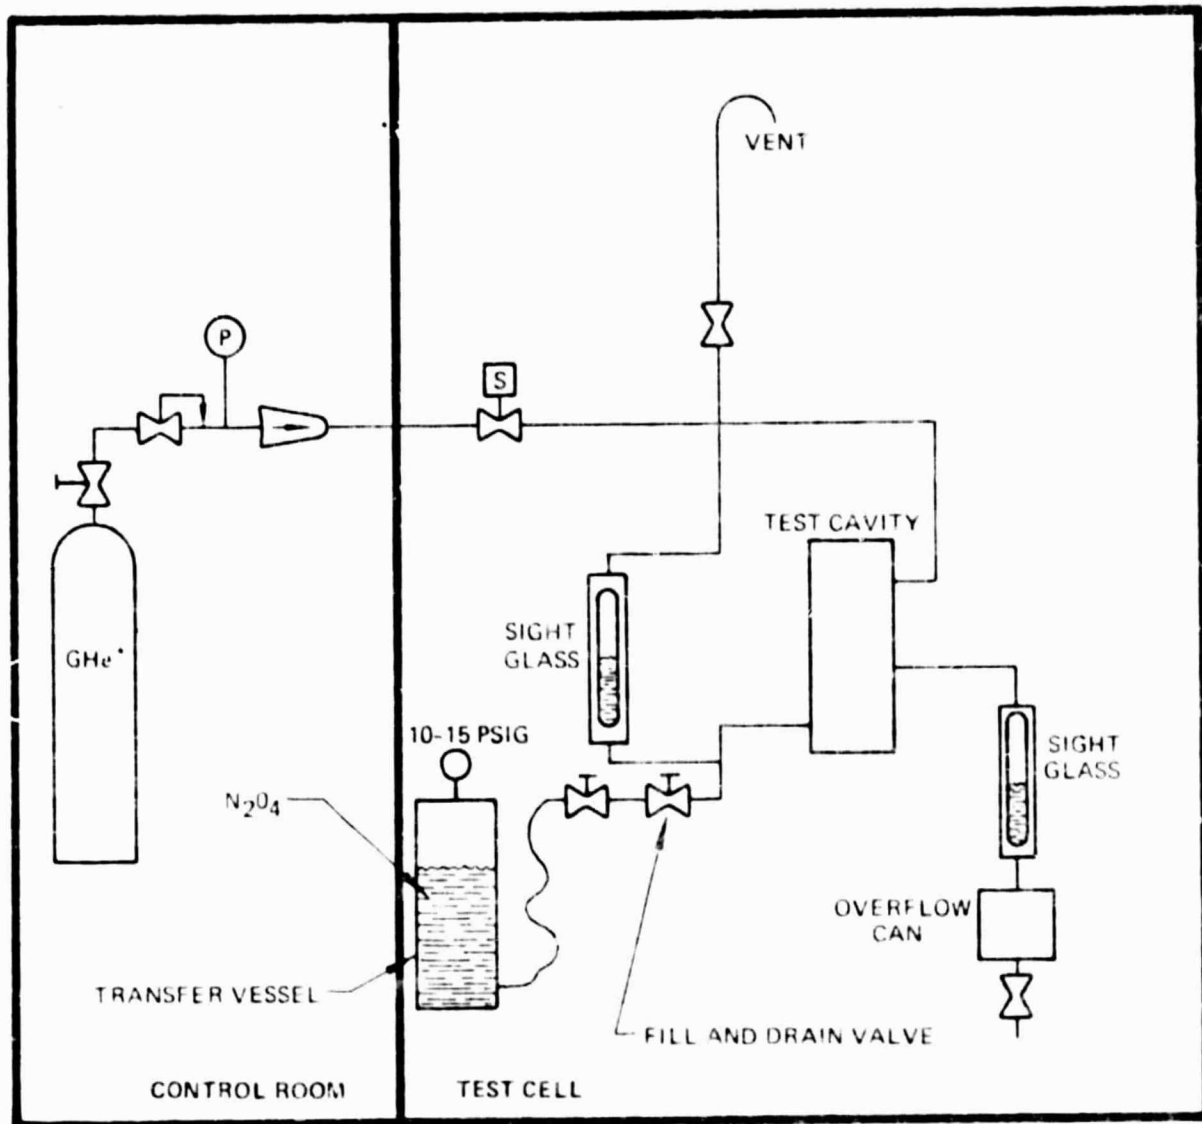 VENT
P
S
TEST CAVITY
GHe*
SIGHT
GLASS
10-15 PSIG
SIGHT
GLASS
N₂O₄
OVERFLOW
CAN
TRANSFER VESSEL
FILL AND DRAIN VALVE
CONTROL ROOM
TEST CELL